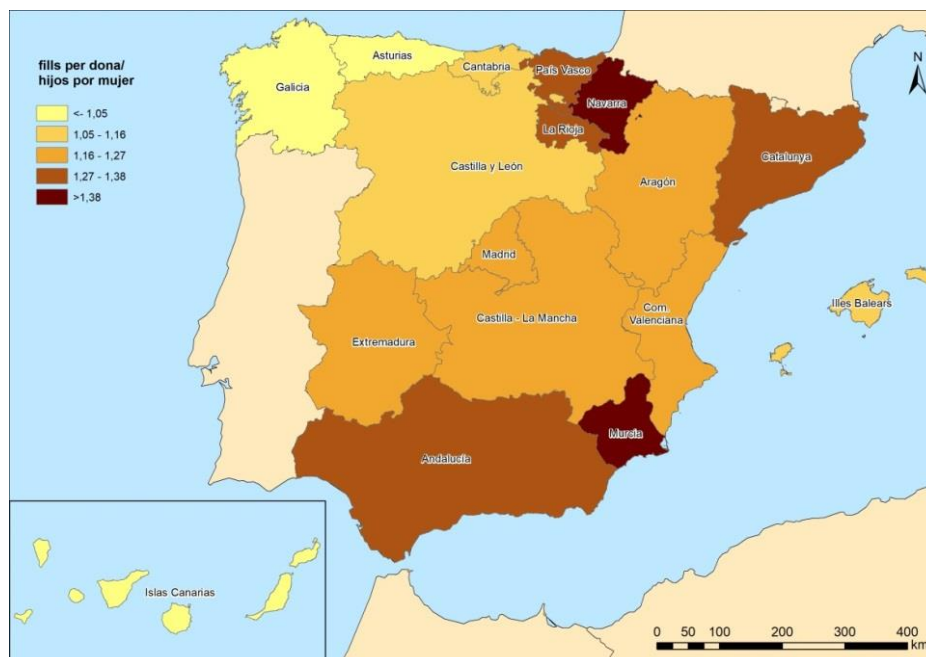 fills per dona/
hijos por mujer
<- 1,05
1,05 - 1,16
1,16 - 1,27
1,27 - 1,38
>1,38
N
Galicia
Asturias
Cantabria
País Vasco
Navarra
La Rioja
Catalunya
Castilla y León
Aragón
Madrid
Illes Balears
Com.
Valenciana
Castilla - La Mancha
Extremadura
Murcia
Andalucía
Islas Canarias
0 50 100 200 300 400
km